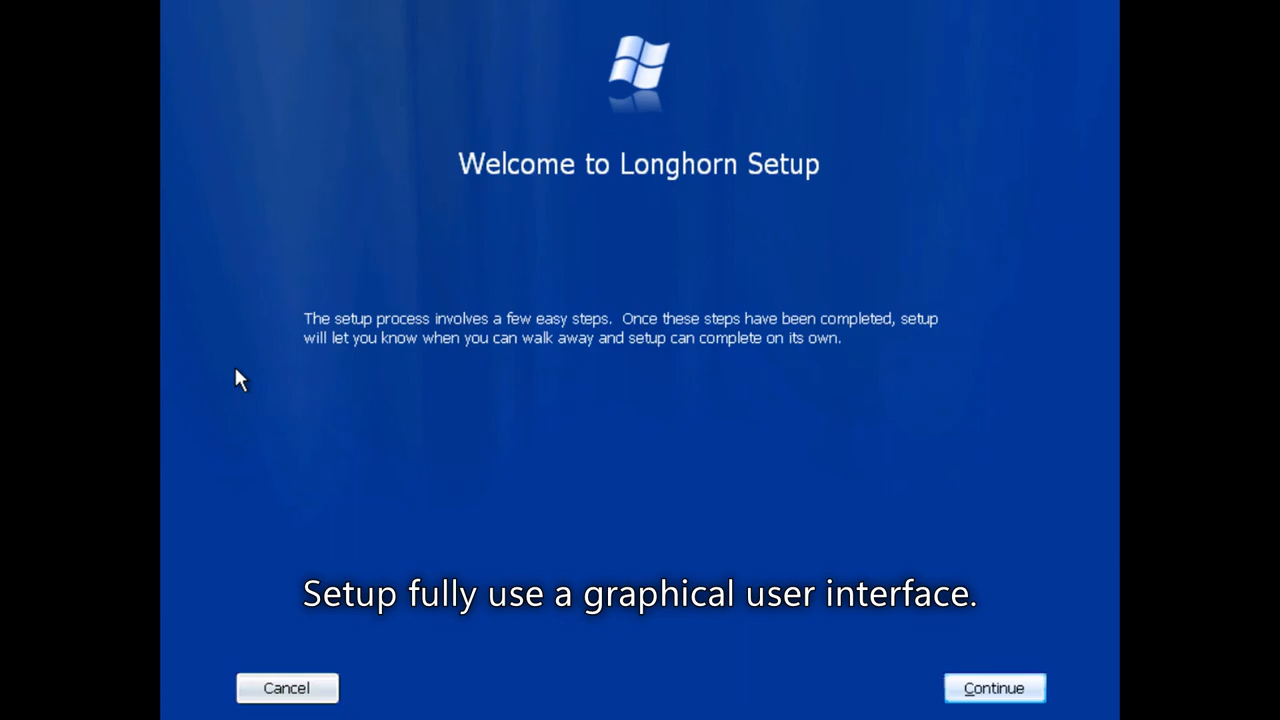 Welcome to Longhorn Setup
The setup process involves a few easy steps.  Once these steps have been completed, setup
will let you know when you can walk away and setup can complete on its own.
Setup fully use a graphical user interface.
Cancel
Continue